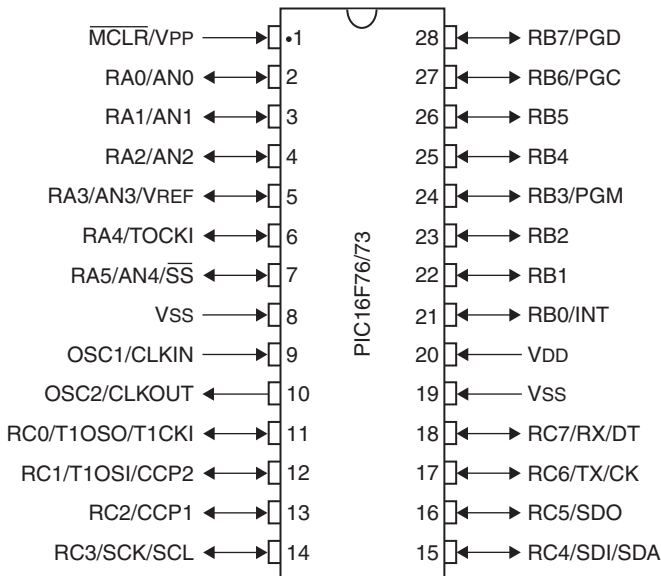 MCLR/VPP •1 28 RB7/PGD
RA0/AN0 2 27 RB6/PGC
RA1/AN1 3 26 RB5
RA2/AN2 4 25 RB4
RA3/AN3/VREF 5 24 RB3/PGM
RA4/TOCKI 6 23 RB2
RA5/AN4/SS 7 22 RB1
VSS 8 21 RB0/INT
OSC1/CLKIN 9 20 VDD
OSC2/CLKOUT 10 19 VSS
RC0/T1OSO/T1CKI 11 18 RC7/RX/DT
RC1/T1OSI/CCP2 12 17 RC6/TX/CK
RC2/CCP1 13 16 RC5/SDO
RC3/SCK/SCL 14 15 RC4/SDI/SDA
PIC16F76/73